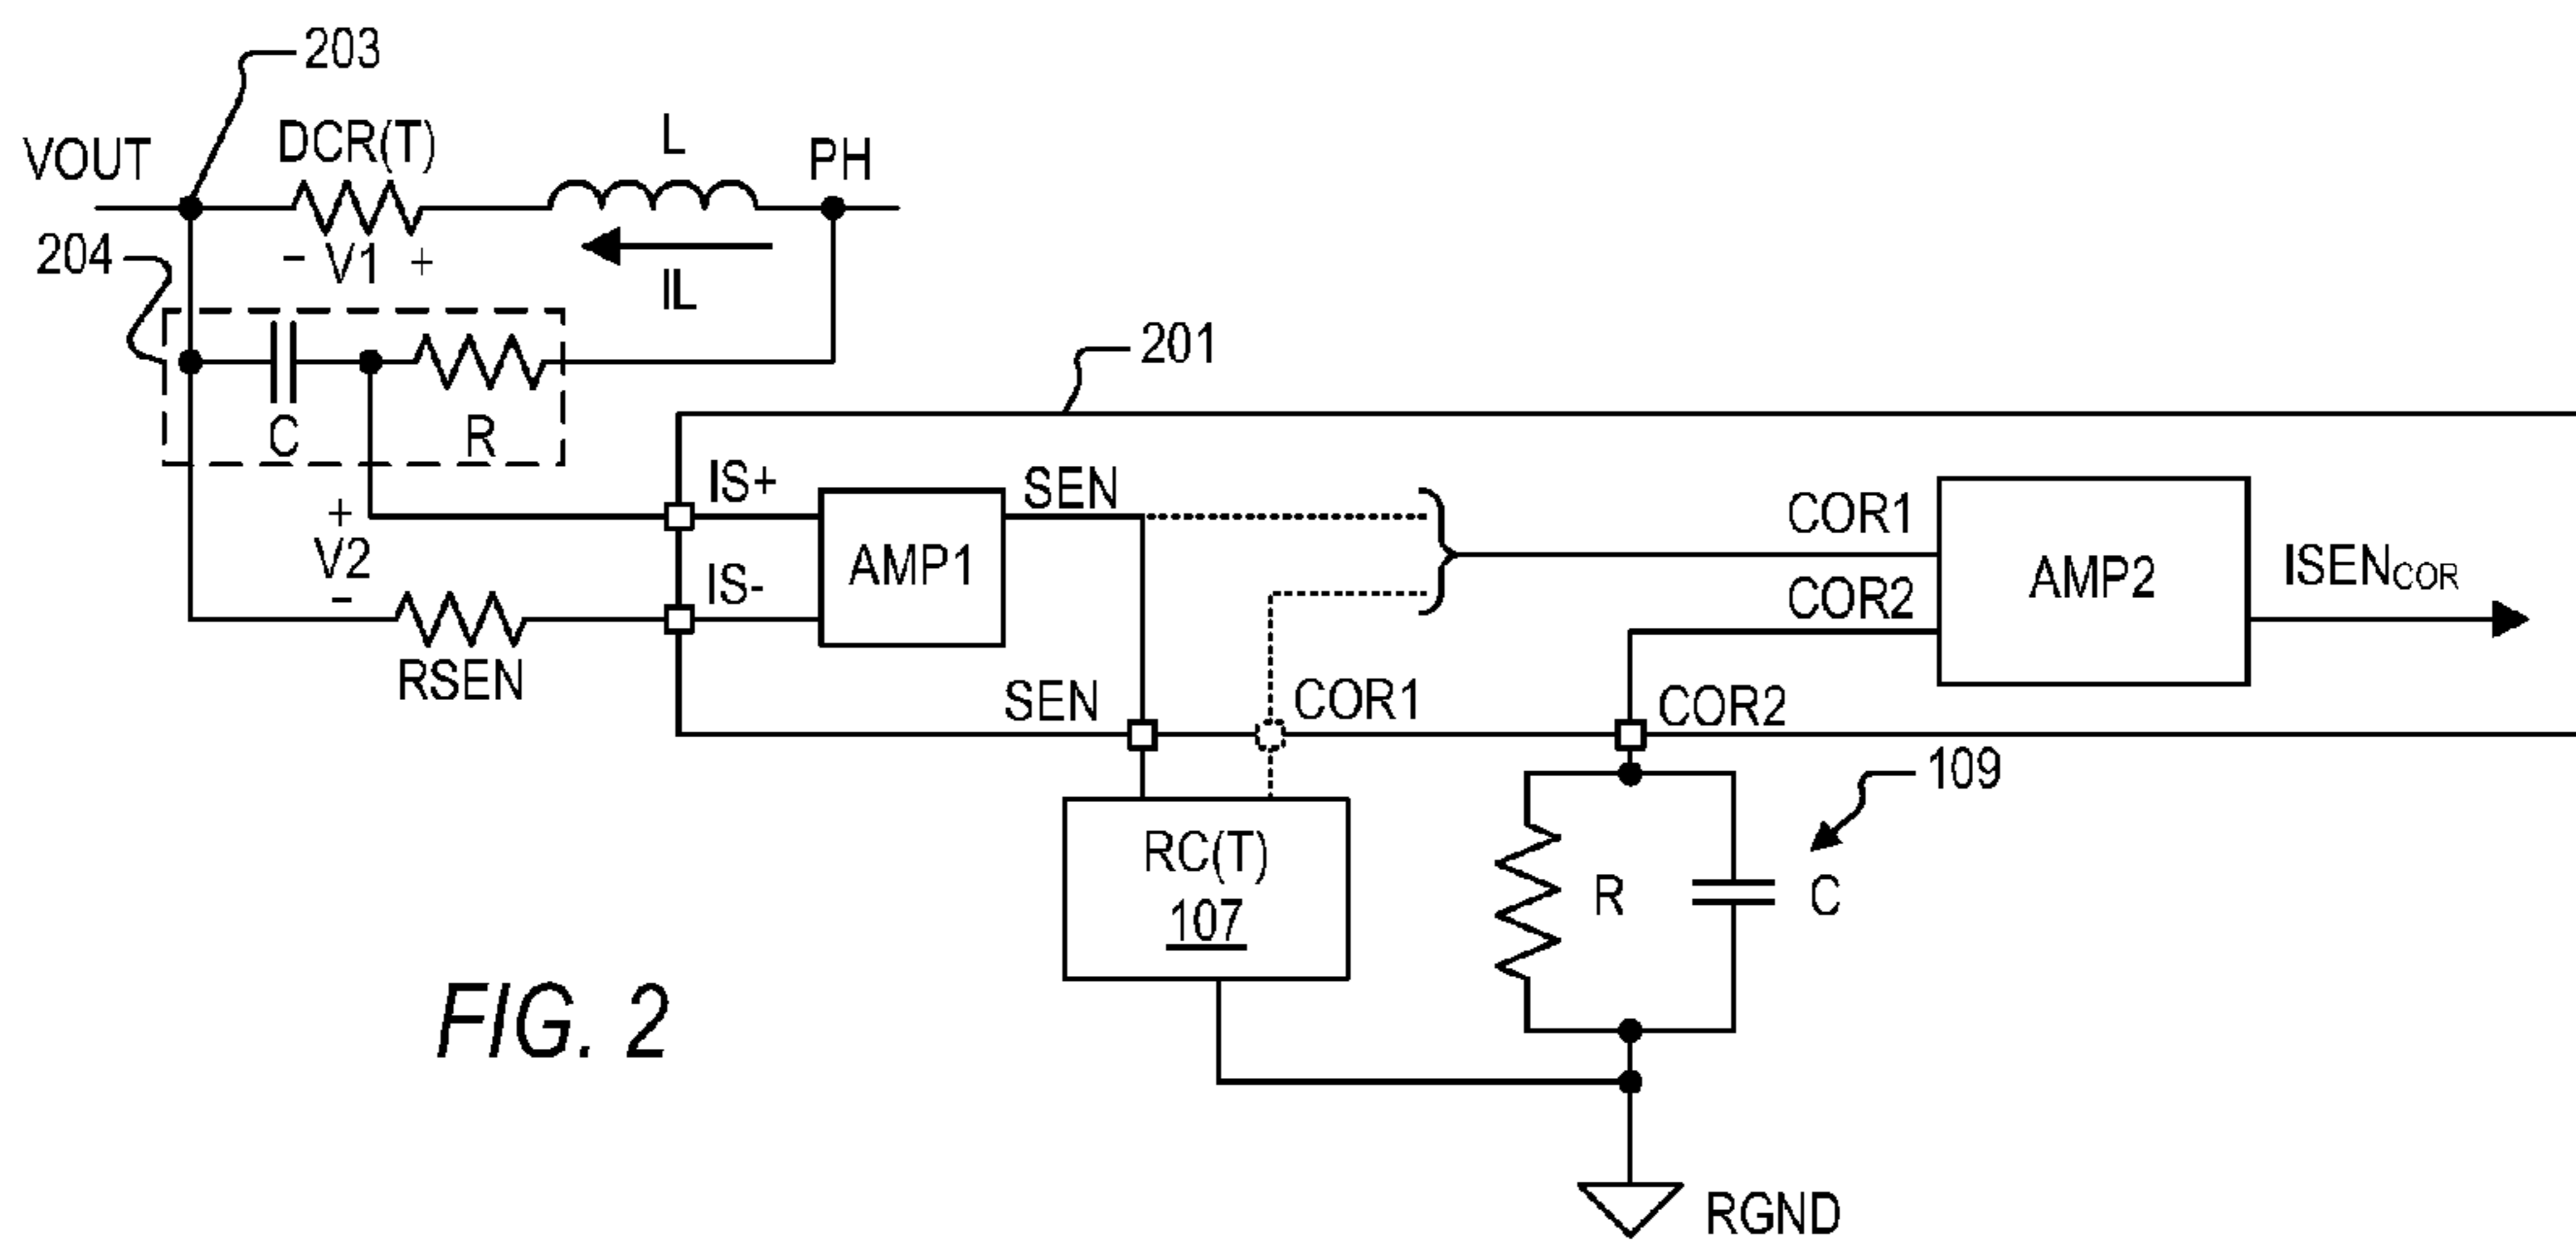 203
VOUT
DCR(T)
L
PH
204
- V1 +
IL
C
R
201
IS+
SEN
COR1
+
V2
-
AMP1
AMP2
ISENCOR
IS-
COR2
RSEN
SEN
COR1
COR2
109
RC(T)
107
R
C
FIG. 2
RGND